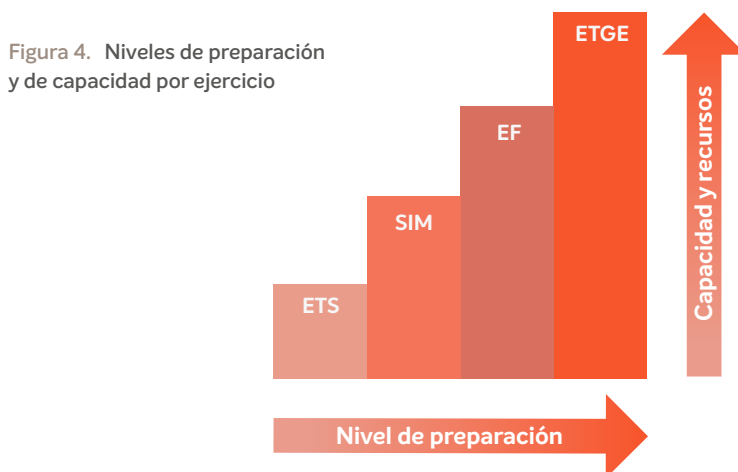 Figura 4. Niveles de preparación
y de capacidad por ejercicio
ETGE
EF
SIM
ETS
Capacidad y recursos
Nivel de preparación